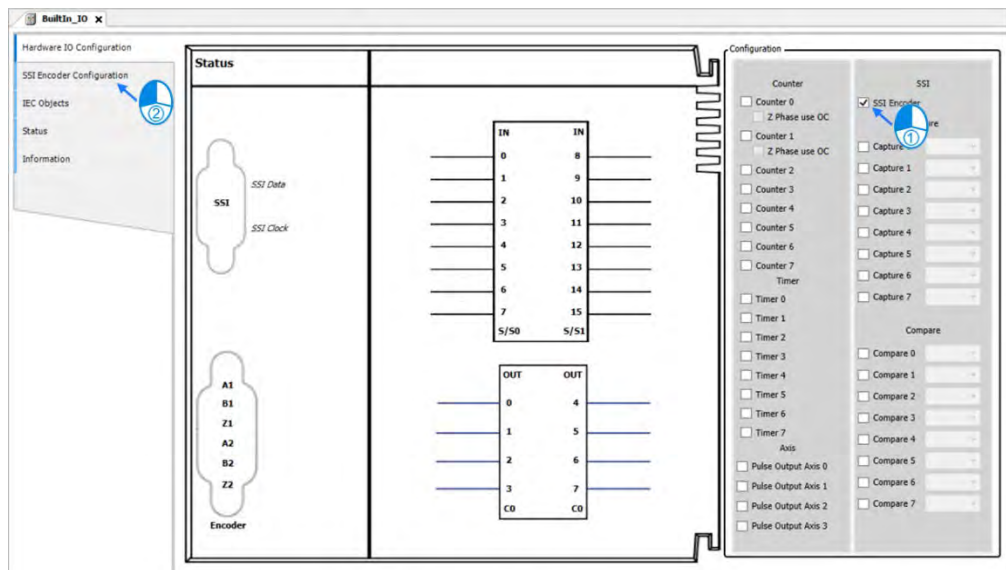 BuiltIn_IO X
Hardware IO Configuration
SSI Encoder Configuration
②
IEC Objects
Status
Information
Status
SSI
SSI Data
SSI Clock
A1
B1
Z1
A2
B2
Z2
Encoder
IN IN
0 8
1 9
2 10
3 11
4 12
5 13
6 14
7 15
S/S0 S/S1
OUT OUT
0 4
1 5
2 6
3 7
C0 C0
Configuration
Counter
Counter 0
Z Phase use OC
Counter 1
Z Phase use OC
Counter 2
Counter 3
Counter 4
Counter 5
Counter 6
Counter 7
Timer
Timer 0
Timer 1
Timer 2
Timer 3
Timer 4
Timer 5
Timer 6
Timer 7
Axis
Pulse Output Axis 0
Pulse Output Axis 1
Pulse Output Axis 2
Pulse Output Axis 3
SSI
SSI Encoder
①
Capture
Capture 1
Capture 2
Capture 3
Capture 4
Capture 5
Capture 6
Capture 7
Compare
Compare 0
Compare 1
Compare 2
Compare 3
Compare 4
Compare 5
Compare 6
Compare 7